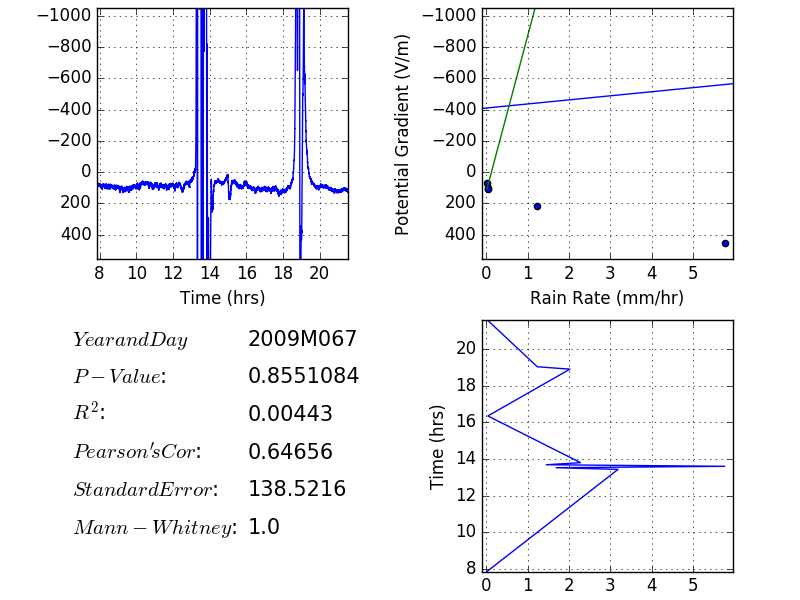 −1000
−800
−600
−400
−200
0
200
400
8 10 12 14 16 18 20
Time (hrs)
Potential Gradient (V/m)
−1000
−800
−600
−400
−200
0
200
400
0 1 2 3 4 5
Rain Rate (mm/hr)
YearandDay 2009M067
P − Value: 0.8551084
R²: 0.00443
Pearson'sCor: 0.64656
StandardError: 138.5216
Mann − Whitney: 1.0
Time (hrs)
20
18
16
14
12
10
8
0 1 2 3 4 5